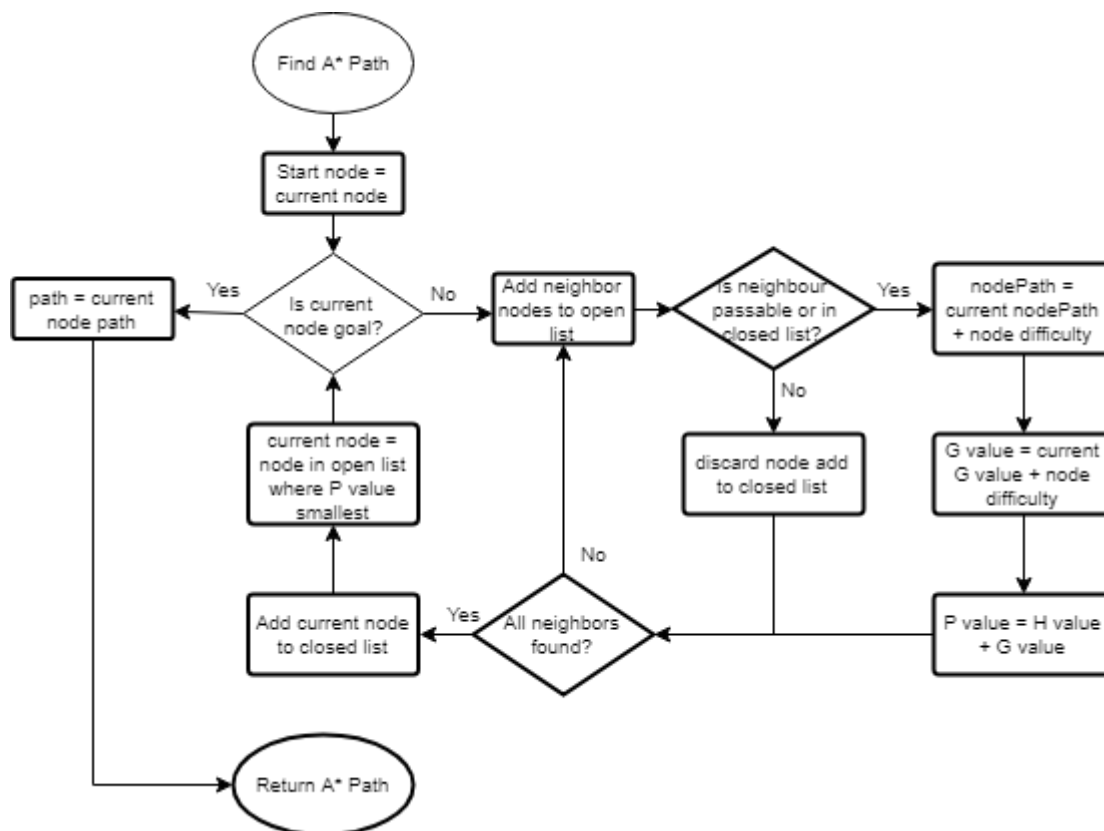 Find A* Path
Start node =
current node
Yes
path = current
node path
Is current
node goal?
No
Add neighbor
nodes to open
list
Is neighbour
passable or in
closed list?
Yes
nodePath =
current nodePath
+ node difficulty
No
current node =
node in open list
where P value
smallest
discard node add
to closed list
G value = current
G value + node
difficulty
No
Add current node
to closed list
Yes
All neighbors
found?
P value = H value
+ G value
Return A* Path